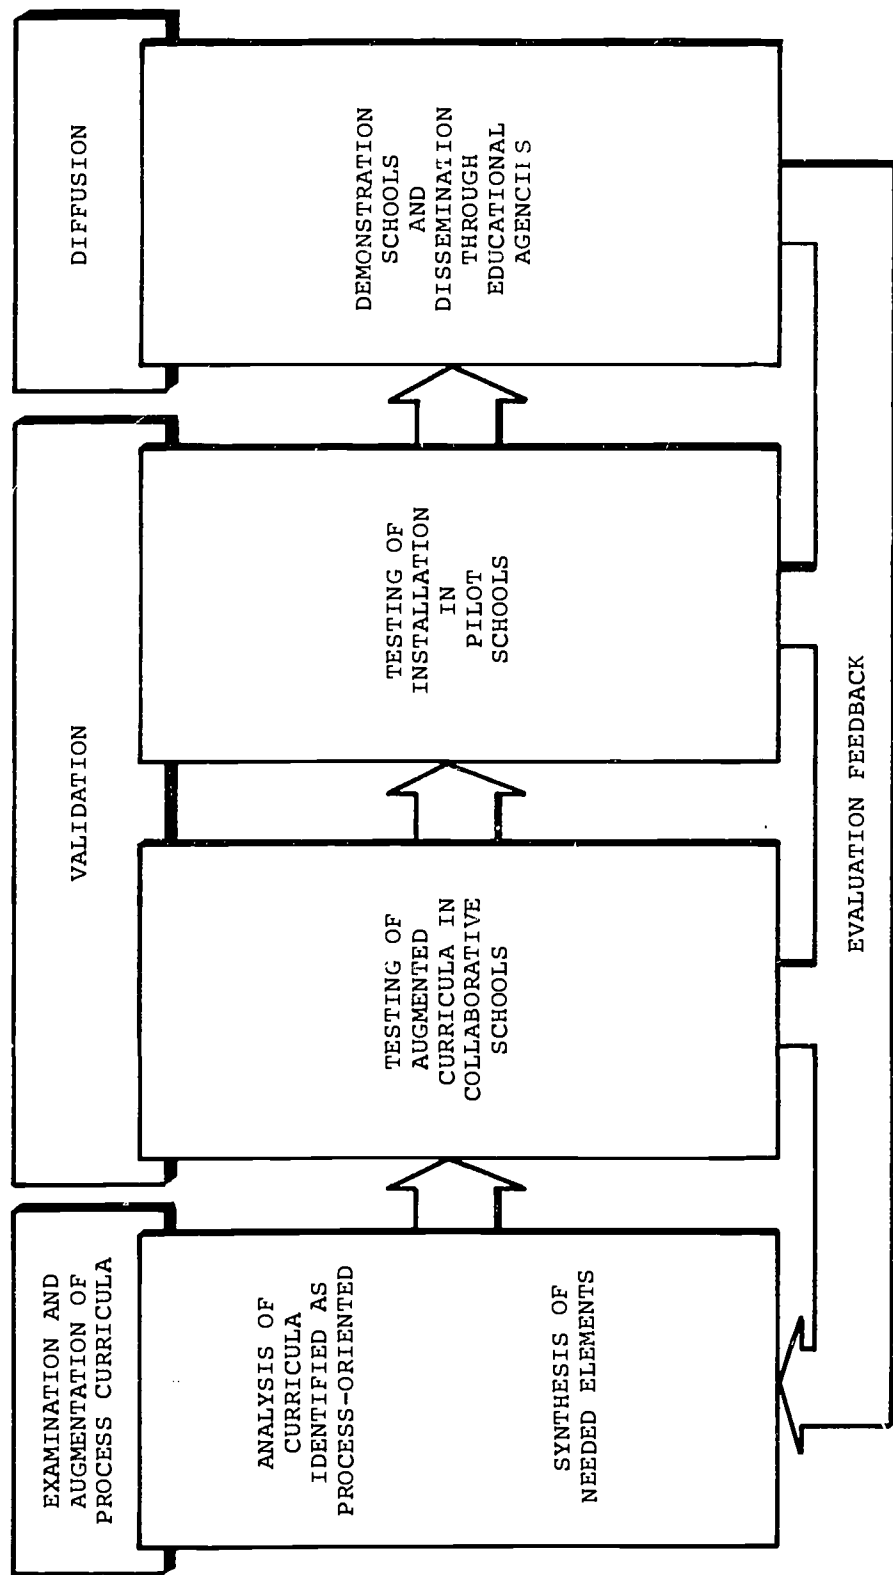 EXAMINATION AND
AUGMENTATION OF
PROCESS CURRICULA
VALIDATION
DIFFUSION
ANALYSIS OF
CURRICULA
IDENTIFIED AS
PROCESS-ORIENTED
SYNTHESIS OF
NEEDED ELEMENTS
TESTING OF
AUGMENTED
CURRICULA IN
COLLABORATIVE
SCHOOLS
TESTING OF
INSTALLATION
IN
PILOT
SCHOOLS
DEMONSTRATION
SCHOOLS
AND
DISSEMINATION
THROUGH
EDUCATIONAL
AGENCIIS
EVALUATION FEEDBACK